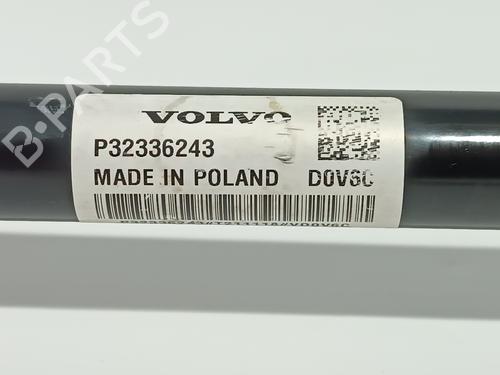 B-PARTS
VOLVO
P32336243
MADE IN POLAND D0V6C